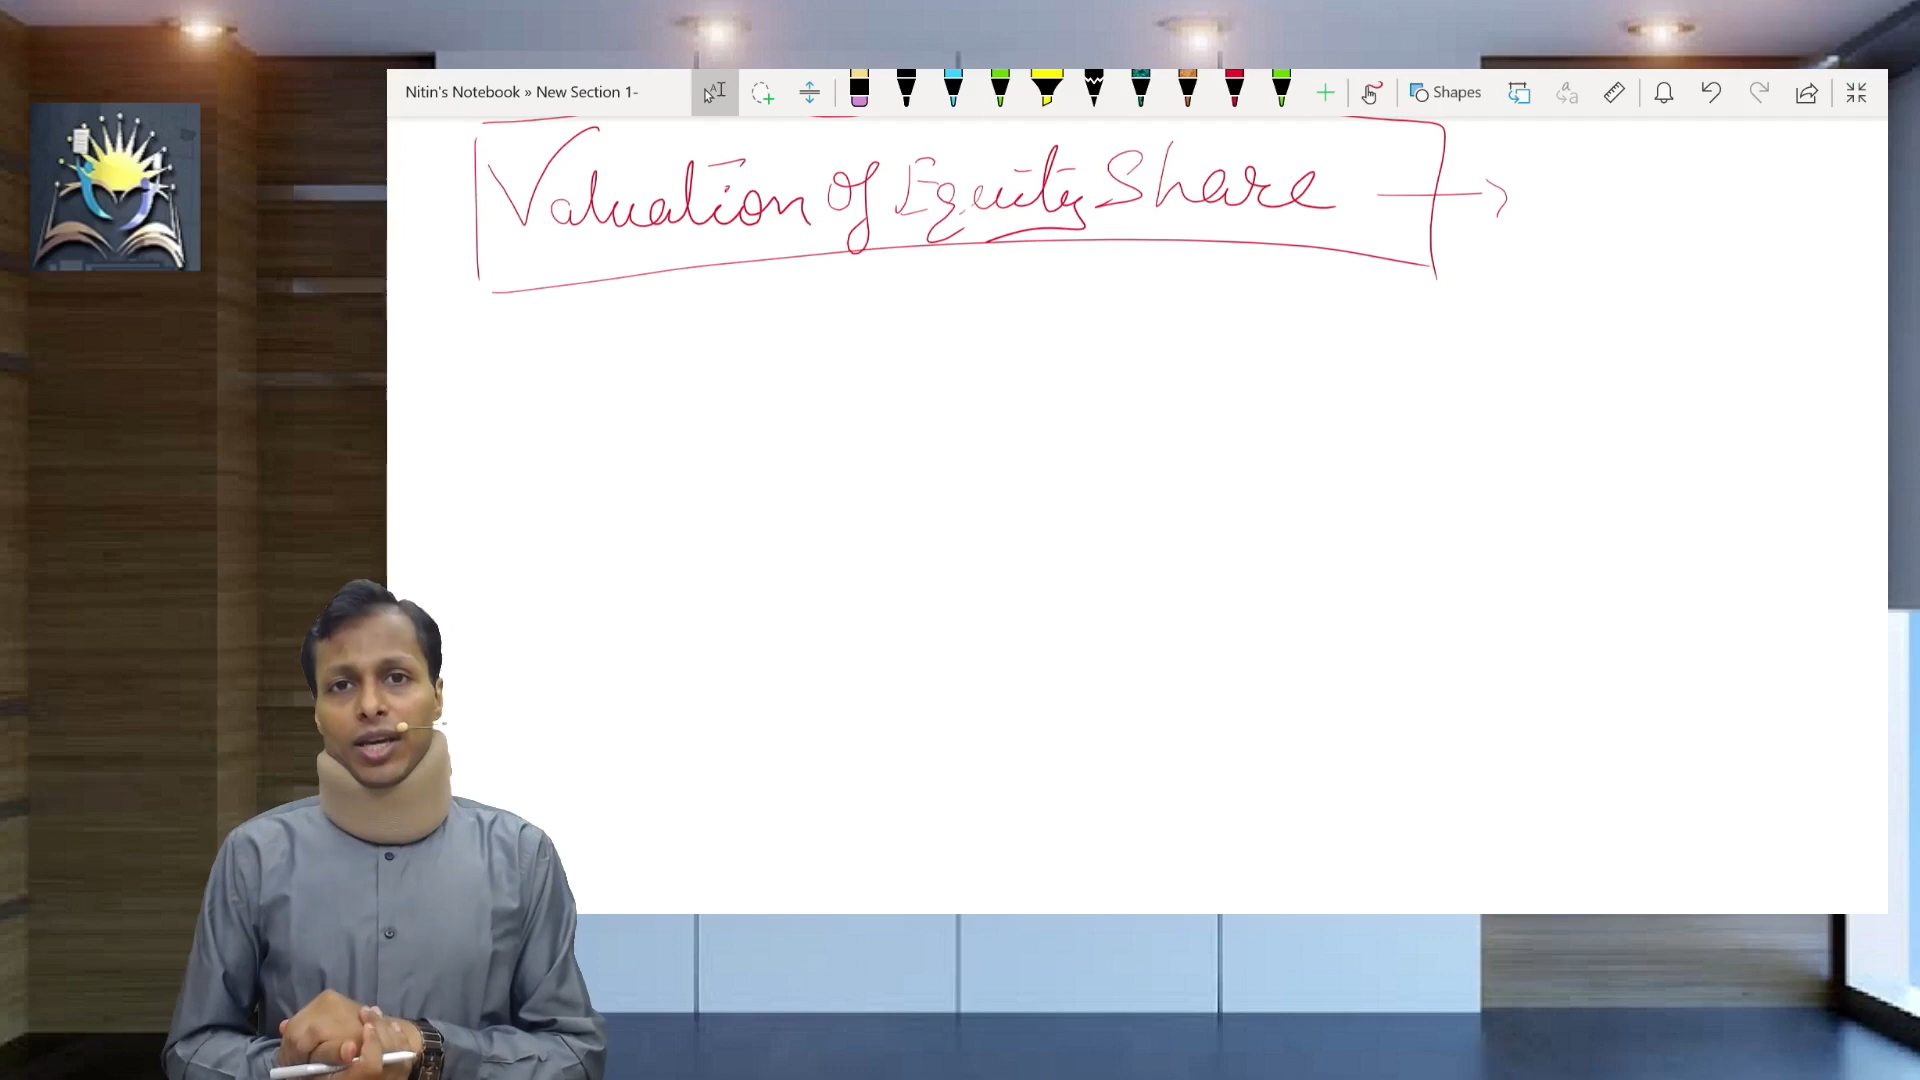 Nitin's Notebook » New Section 1-
Shapes
Valuation of Equity Share